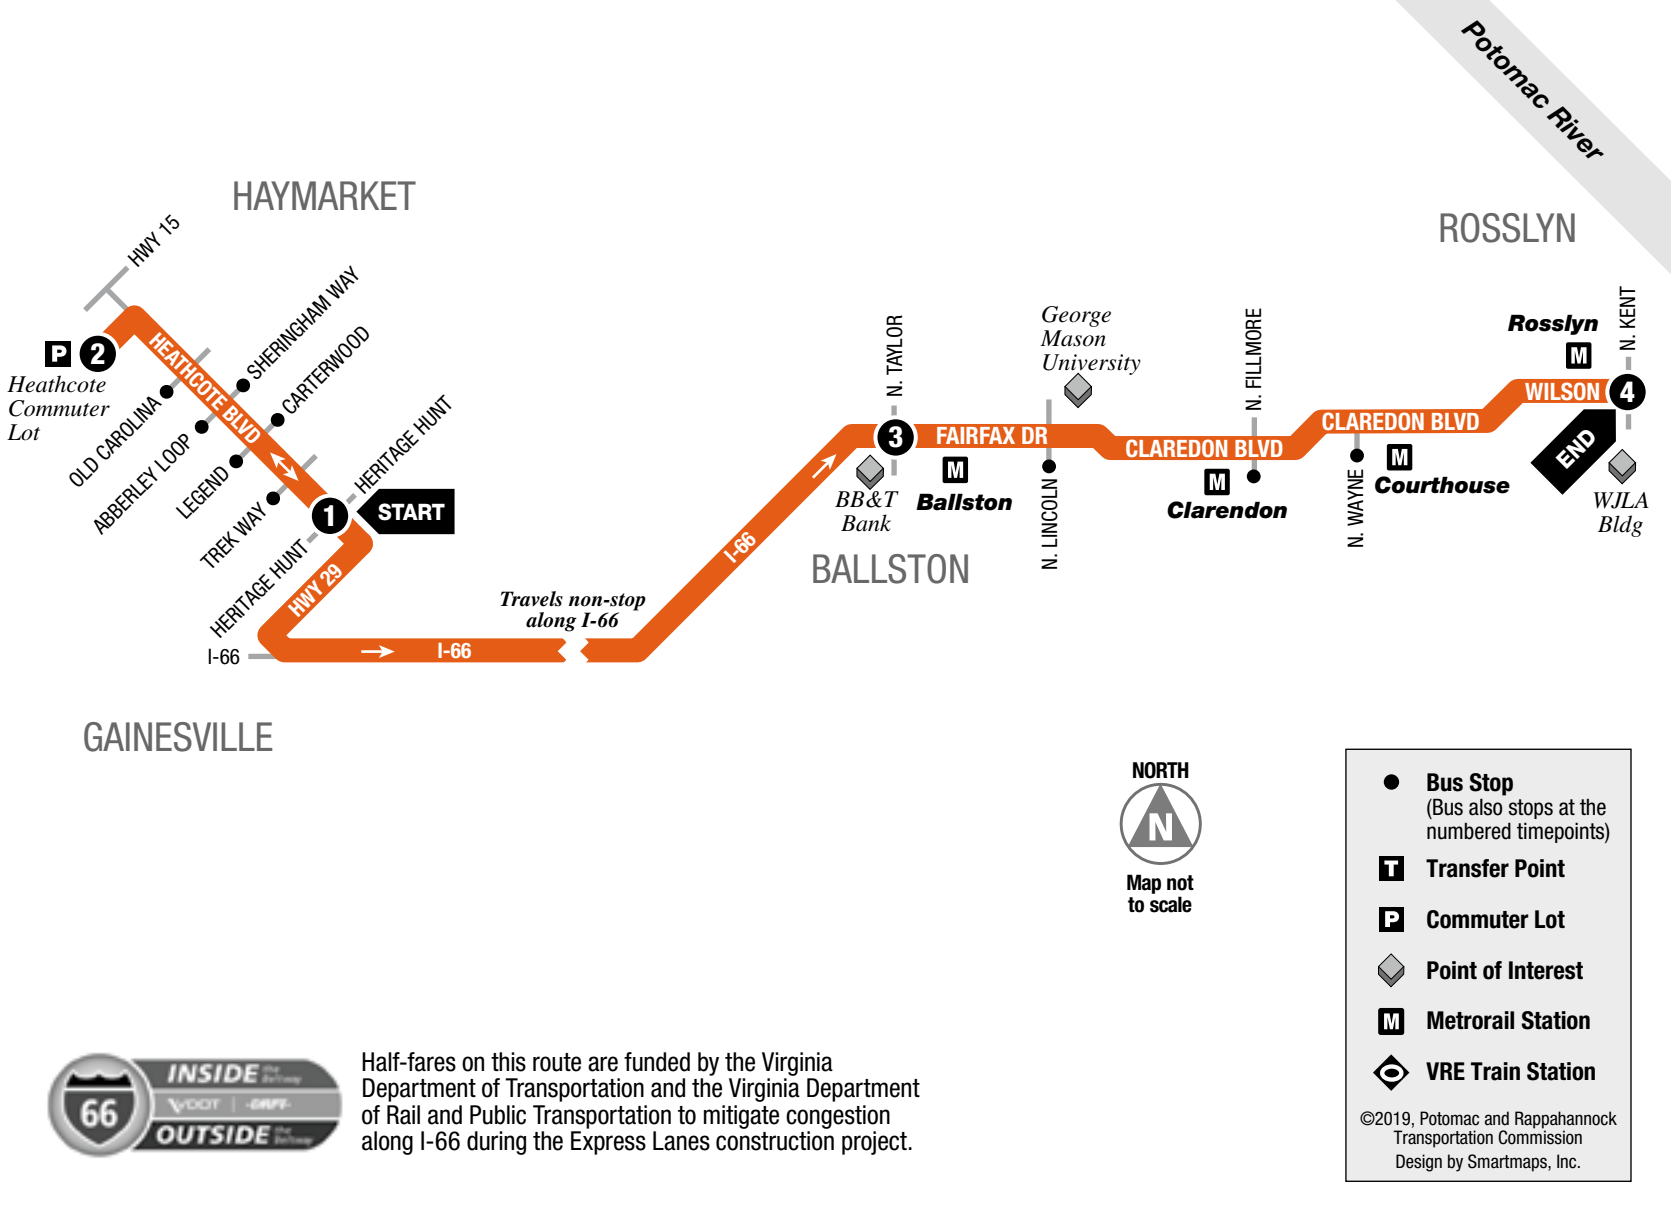 Potomac River
HAYMARKET
ROSSLYN
HWY 15
SHERINGHAM WAY
CARTERWOOD
HERITAGE HUNT
HEATHCOTE BLVD
P
2
Heathcote
Commuter
Lot
OLD CAROLINA
ABBERLEY LOOP
LEGEND
TREK WAY
HERITAGE HUNT
1
START
HWY 29
I-66
I-66
Travels non-stop
along I-66
I-66
GAINESVILLE
N. TAYLOR
3
BB&T
Bank
FAIRFAX DR
M
Ballston
BALLSTON
George
Mason
University
N. LINCOLN
CLAREDON BLVD
N. FILLMORE
M
Clarendon
CLAREDON BLVD
N. WAYNE
M
Courthouse
Rosslyn
M
N. KENT
WILSON
4
END
WJLA
Bldg
NORTH
N
Map not
to scale
Bus Stop
(Bus also stops at the
numbered timepoints)
T Transfer Point
P Commuter Lot
Point of Interest
M Metrorail Station
VRE Train Station
©2019, Potomac and Rappahannock
Transportation Commission
Design by Smartmaps, Inc.
66
INSIDE the
Beltway
VDOT | DRPT
OUTSIDE the
Beltway
Half-fares on this route are funded by the Virginia
Department of Transportation and the Virginia Department
of Rail and Public Transportation to mitigate congestion
along I-66 during the Express Lanes construction project.